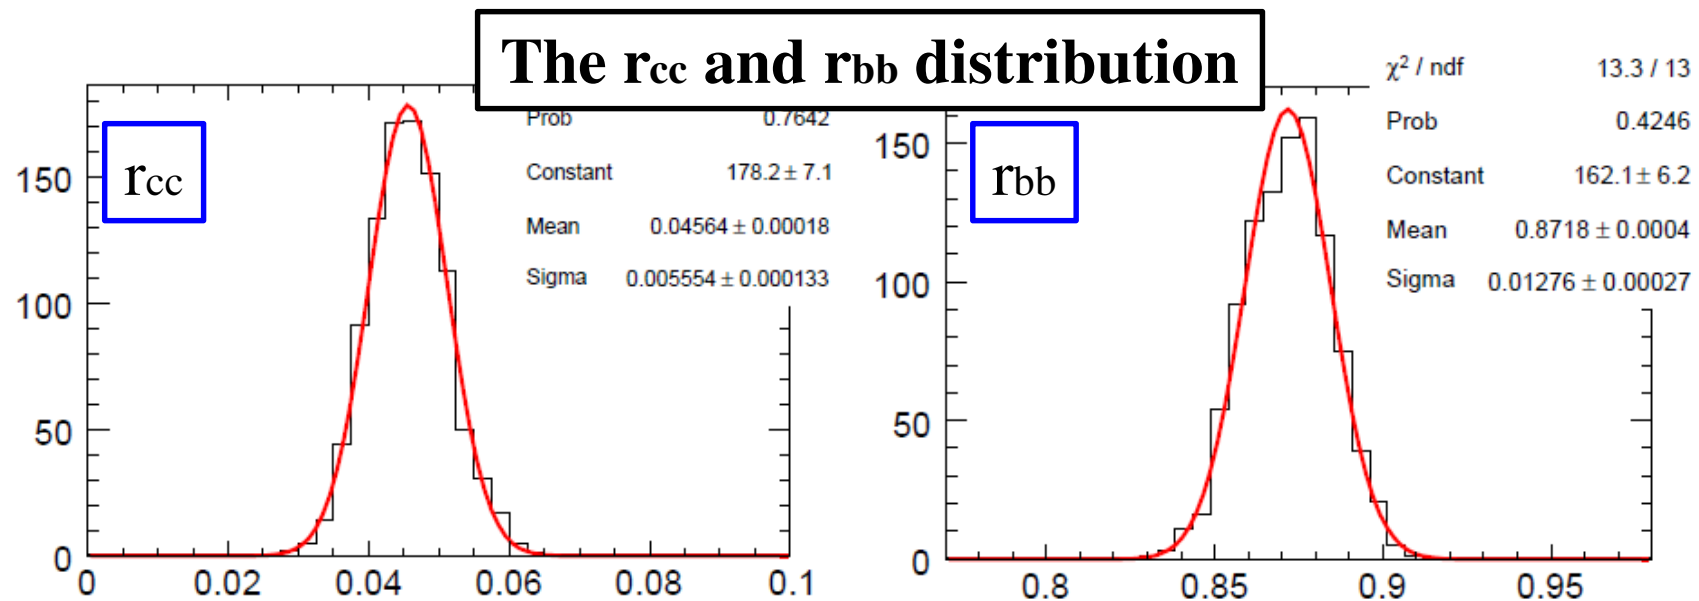 The rcc and rbb distribution
rcc
Prob 0.7642
Constant 178.2 ± 7.1
Mean 0.04564 ± 0.00018
Sigma 0.005554 ± 0.000133
150
100
50
0
0 0.02 0.04 0.06 0.08 0.1
rbb
χ² / ndf 13.3 / 13
Prob 0.4246
Constant 162.1 ± 6.2
Mean 0.8718 ± 0.0004
Sigma 0.01276 ± 0.00027
150
100
50
0
0.8 0.85 0.9 0.95